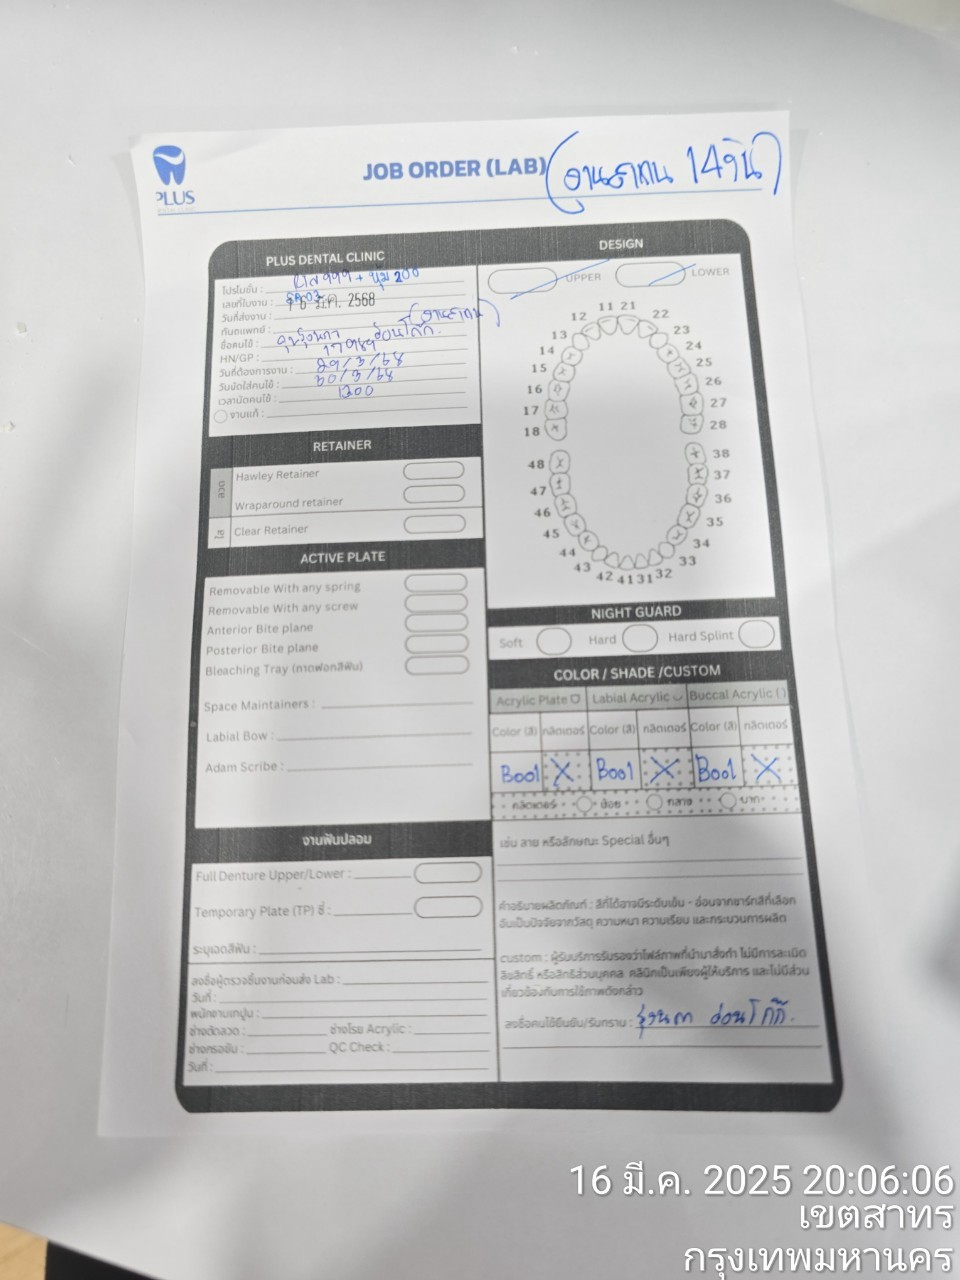 PLUS
JOB ORDER (LAB) (งานด่วน 14วัน)
PLUS DENTAL CLINIC
โปรโมชั่น : 999 + 200
เลขที่ใบงาน :
วันที่ส่งงาน : 16 มี.ค. 2568
ทันตแพทย์ :
ชื่อคนไข้ :
HN/GP :
วันที่ต้องการงาน : 29/3/68
วันนัดใส่คนไข้ : 30/3/68
เวลานัดคนไข้ : 1200
งานแก้ :
RETAINER
ลวด
Hawley Retainer
Wraparound retainer
ใส
Clear Retainer
ACTIVE PLATE
Removable With any spring
Removable With any screw
Anterior Bite plane
Posterior Bite plane
Bleaching Tray (ถาดฟอกสีฟัน)
Space Maintainers :
Labial Bow :
Adam Scribe :
งานฟันปลอม
Full Denture Upper/Lower :
Temporary Plate (TP) ซี่ :
ระบุเฉดสีฟัน :
ลงชื่อผู้ตรวจชิ้นงานก่อนส่ง Lab :
วันที่ :
พนักงานเทปูน :
ช่างดัดลวด : ช่างโรย Acrylic :
ช่างกรอขัด : QC Check :
วันที่ :
DESIGN
UPPER LOWER
11 21
12 22
13 23
14 24
15 25
16 26
17 27
18 28
48 38
47 37
46 36
45 35
44 34
43 33
42 41 31 32
NIGHT GUARD
Soft Hard Hard Splint
COLOR / SHADE /CUSTOM
Acrylic Plate Labial Acrylic Buccal Acrylic ( )
Color (สี) กลิตเตอร์ Color (สี) กลิตเตอร์ Color (สี) กลิตเตอร์
B001 X B001 X B001 X
กลิตเตอร์ น้อย กลาง มาก
เช่น ลาย หรือลักษณะ Special อื่นๆ
คำอธิบายผลิตภัณฑ์ : สีที่ได้อาจมีระดับเข้ม - อ่อนจากชาร์ทสีที่เลือก
อันเป็นปัจจัยจากวัสดุ ความหนา ความเรียบ และกระบวนการผลิต
custom : ผู้รับบริการรับรองว่าไฟล์ภาพที่นำมาสั่งทำ ไม่มีการละเมิด
ลิขสิทธิ์ หรือสิทธิส่วนบุคคล คลินิกเป็นเพียงผู้ให้บริการ และไม่มีส่วน
เกี่ยวข้องกับการใช้ภาพดังกล่าว
ลงชื่อคนไข้ยืนยัน/รับทราบ :
16 มี.ค. 2025 20:06:06
เขตสาทร
กรุงเทพมหานคร